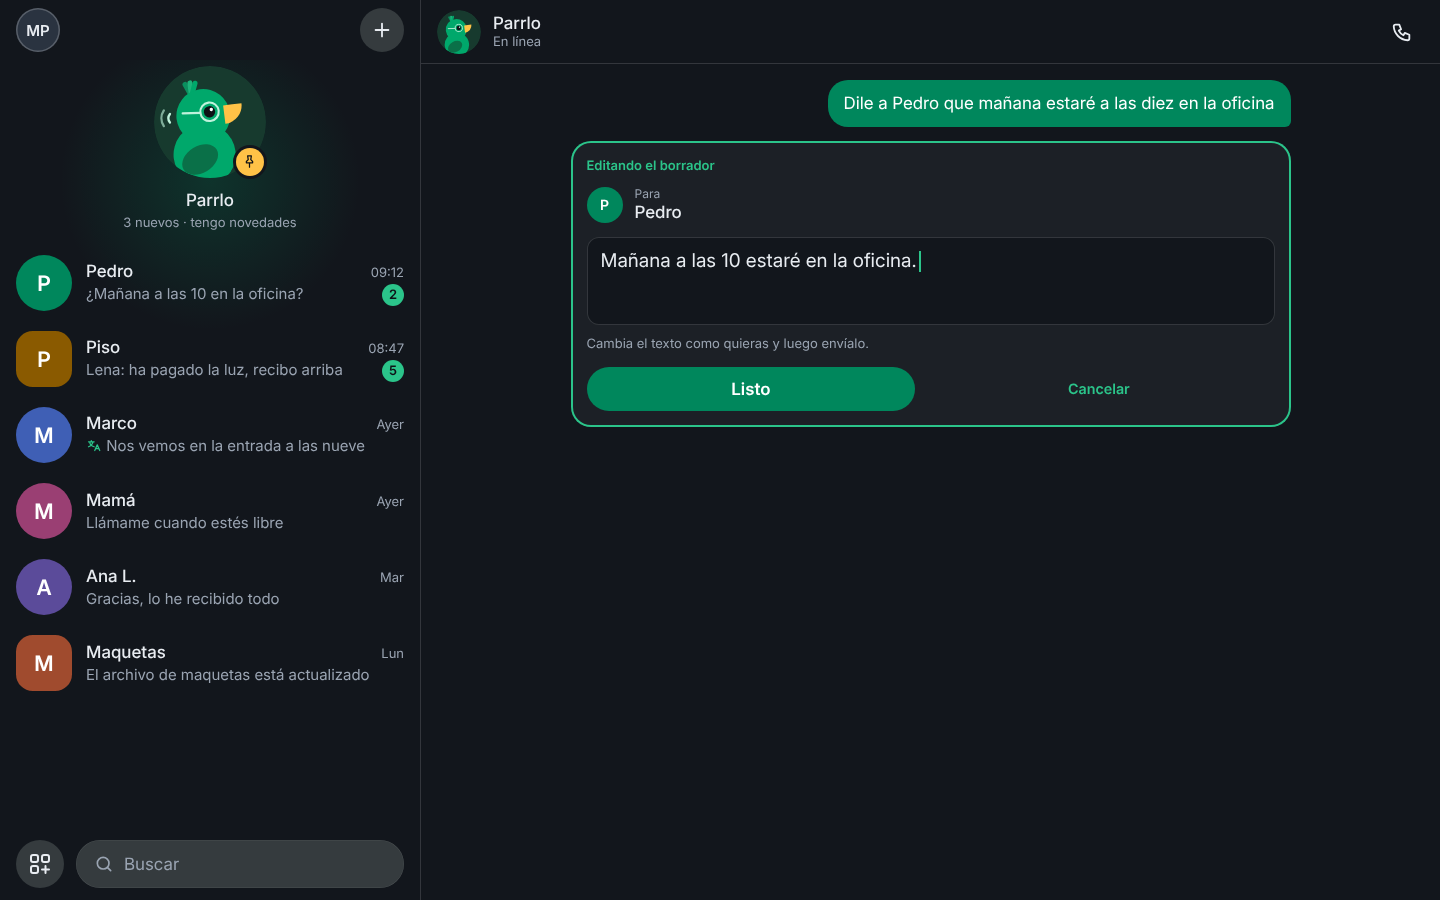 MP
Parrlo
3 nuevos · tengo novedades
Pedro
09:12
¿Mañana a las 10 en la oficina?
2
P
Piso
08:47
Lena: ha pagado la luz, recibo arriba
5
P
Marco
Ayer
Nos vemos en la entrada a las nueve
M
Mamá
Ayer
Llámame cuando estés libre
M
Ana L.
Mar
Gracias, lo he recibido todo
A
Maquetas
Lun
El archivo de maquetas está actualizado
M
Buscar
Parrlo
En línea
Dile a Pedro que mañana estaré a las diez en la oficina
Editando el borrador
P
Para
Pedro
Mañana a las 10 estaré en la oficina.
Cambia el texto como quieras y luego envíalo.
Listo
Cancelar